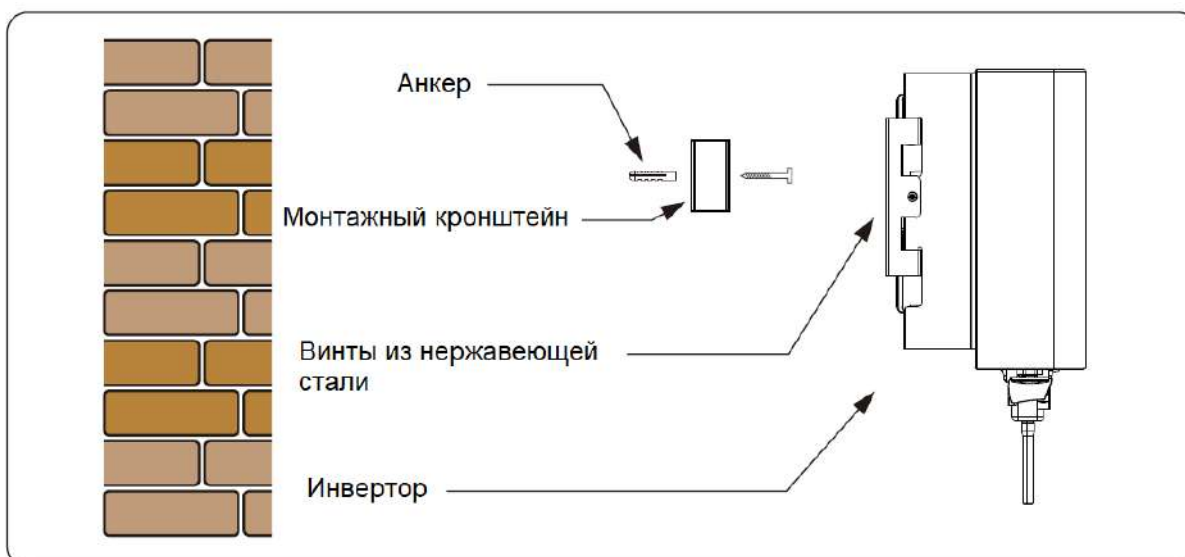 Анкер
Монтажный кронштейн
Винты из нержавеющей
стали
Инвертор